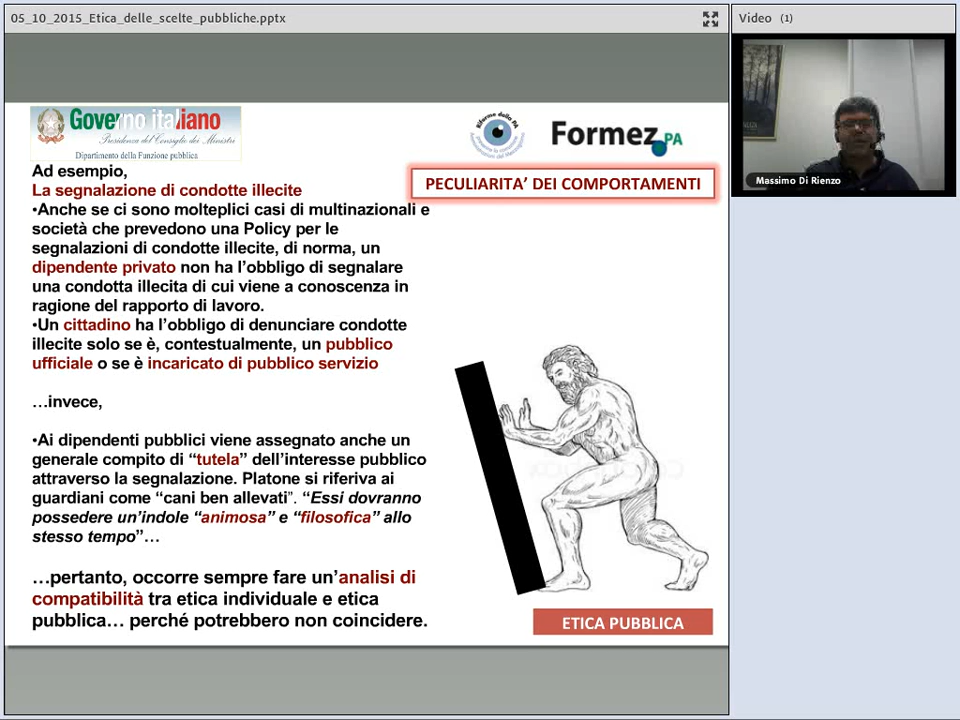 05_10_2015_Etica_delle_scelte_pubbliche.pptx
Video (1)
Massimo Di Rienzo
Governo italiano
Presidenza del Consiglio dei Ministri
Dipartimento della Funzione pubblica
Formez PA
PECULIARITA’ DEI COMPORTAMENTI
Ad esempio,
La segnalazione di condotte illecite
•Anche se ci sono molteplici casi di multinazionali e
società che prevedono una Policy per le
segnalazioni di condotte illecite, di norma, un
dipendente privato non ha l’obbligo di segnalare
una condotta illecita di cui viene a conoscenza in
ragione del rapporto di lavoro.
•Un cittadino ha l’obbligo di denunciare condotte
illecite solo se è, contestualmente, un pubblico
ufficiale o se è incaricato di pubblico servizio
…invece,
•Ai dipendenti pubblici viene assegnato anche un
generale compito di “tutela” dell’interesse pubblico
attraverso la segnalazione. Platone si riferiva ai
guardiani come “cani ben allevati”. “Essi dovranno
possedere un’indole “animosa” e “filosofica” allo
stesso tempo”…
…pertanto, occorre sempre fare un’analisi di
compatibilità tra etica individuale e etica
pubblica… perché potrebbero non coincidere.
ETICA PUBBLICA